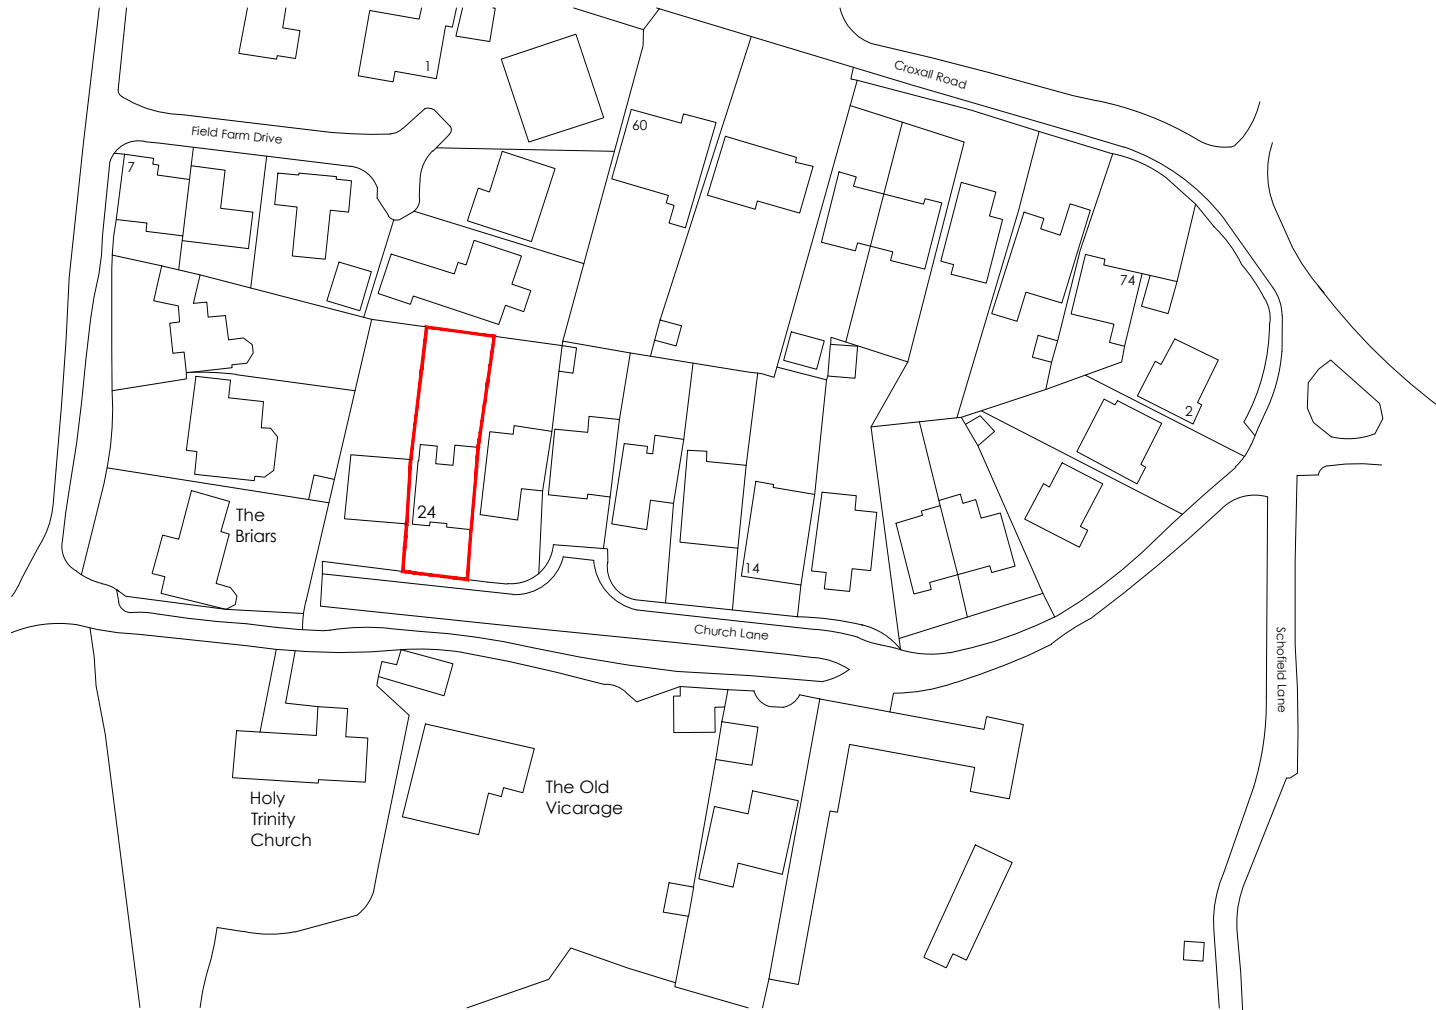 1
Croxall Road
Field Farm Drive
60
7
74
2
24
The
Briars
14
Church Lane
Schofield Lane
Holy
Trinity
Church
The Old
Vicarage